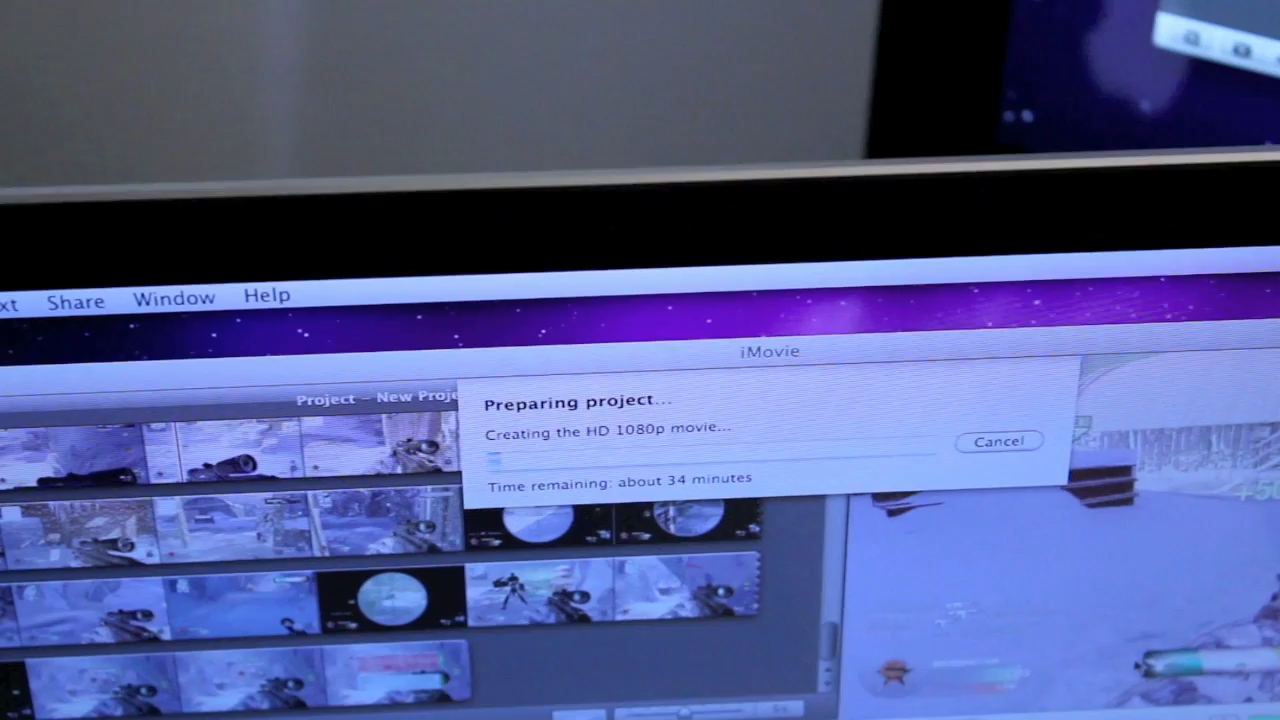 xt Share Window Help
iMovie
Project – New Proje
Preparing project...
Creating the HD 1080p movie...
Cancel
Time remaining: about 34 minutes
+50